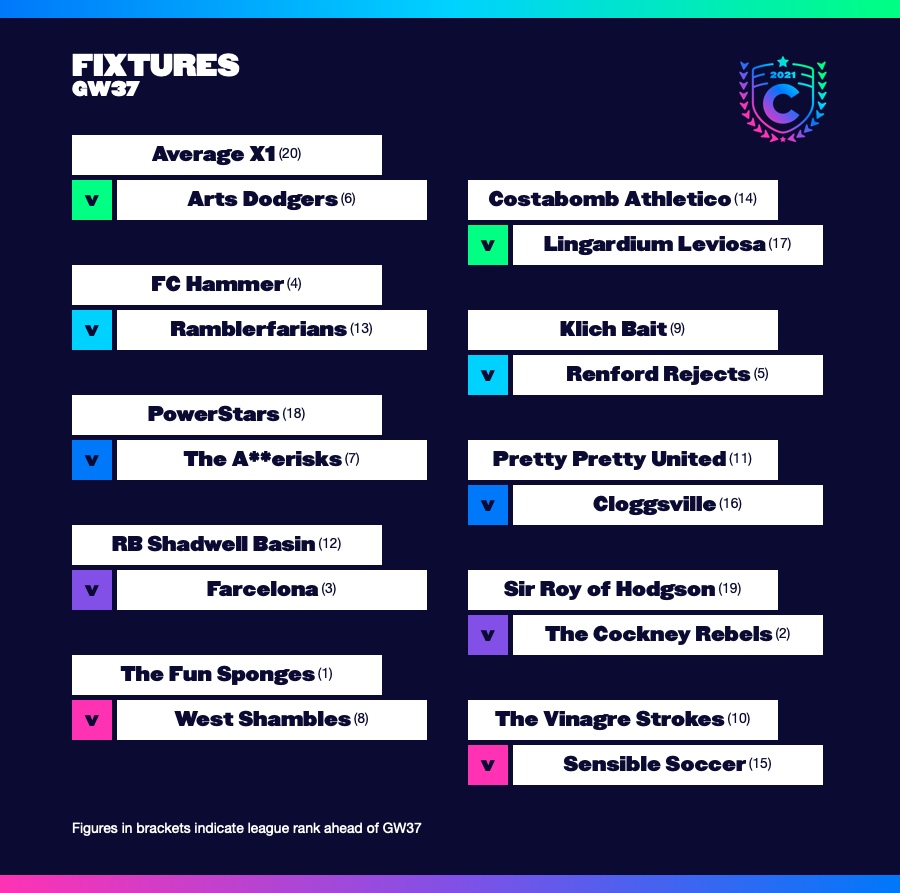 FIXTURES
GW37
2021
C
Average X1 (20)
v Arts Dodgers (6)
FC Hammer (4)
v Ramblerfarians (13)
PowerStars (18)
v The A**erisks (7)
RB Shadwell Basin (12)
v Farcelona (3)
The Fun Sponges (1)
v West Shambles (8)
Costabomb Athletico (14)
v Lingardium Leviosa (17)
Klich Bait (9)
v Renford Rejects (5)
Pretty Pretty United (11)
v Cloggsville (16)
Sir Roy of Hodgson (19)
v The Cockney Rebels (2)
The Vinagre Strokes (10)
v Sensible Soccer (15)
Figures in brackets indicate league rank ahead of GW37